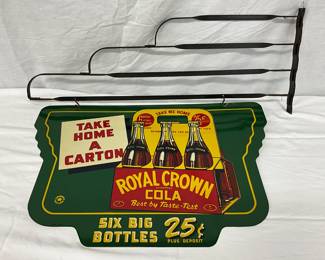 TAKE
HOME
A
CARTON
TAKE ME HOME
25¢
ROYAL CROWN
COLA
Best by Taste-Test
SIX BIG
BOTTLES
25¢
PLUS DEPOSIT